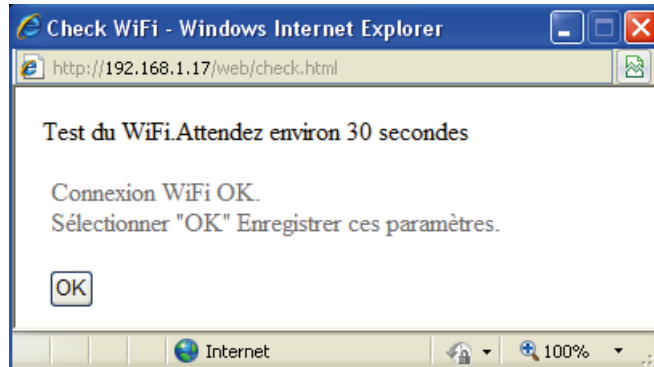 Check WiFi - Windows Internet Explorer
http://192.168.1.17/web/check.html
Test du WiFi.Attendez environ 30 secondes
Connexion WiFi OK.
Sélectionner "OK" Enregistrer ces paramètres.
OK
Internet
100%